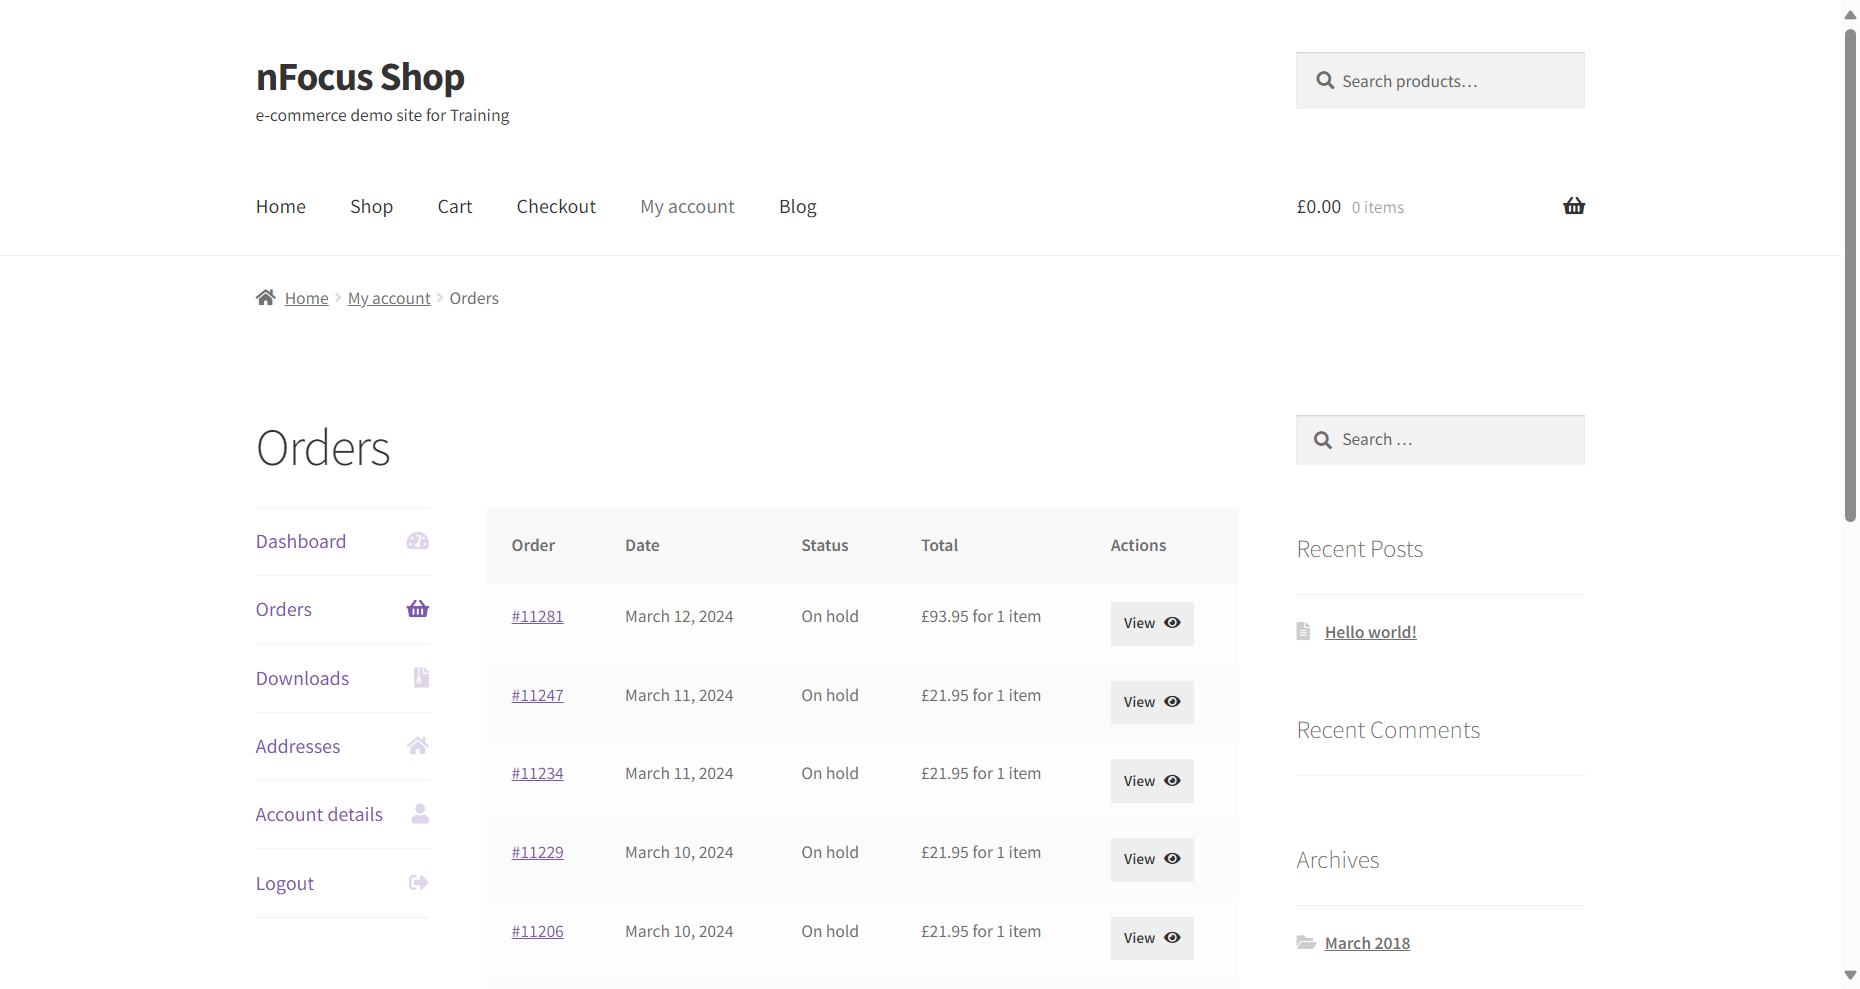 nFocus Shop
e-commerce demo site for Training
Search products…
Home Shop Cart Checkout My account Blog
£0.00 0 items
Home My account Orders
Orders
Search …
Dashboard
Orders
Downloads
Addresses
Account details
Logout
Order Date Status Total Actions
#11281 March 12, 2024 On hold £93.95 for 1 item View
#11247 March 11, 2024 On hold £21.95 for 1 item View
#11234 March 11, 2024 On hold £21.95 for 1 item View
#11229 March 10, 2024 On hold £21.95 for 1 item View
#11206 March 10, 2024 On hold £21.95 for 1 item View
Recent Posts
Hello world!
Recent Comments
Archives
March 2018